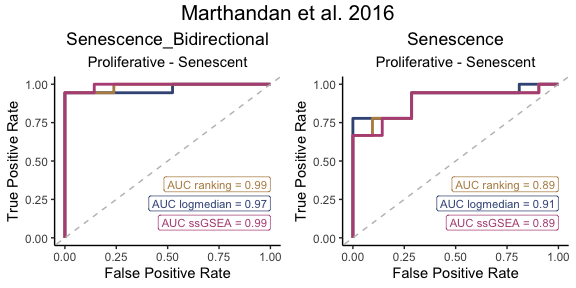 Marthandan et al. 2016
Senescence_Bidirectional
Proliferative - Senescent
True Positive Rate
1.00
0.75
0.50
0.25
0.00
AUC ranking = 0.99
AUC logmedian = 0.97
AUC ssGSEA = 0.99
0.00 0.25 0.50 0.75 1.00
False Positive Rate
Senescence
Proliferative - Senescent
True Positive Rate
1.00
0.75
0.50
0.25
0.00
AUC ranking = 0.89
AUC logmedian = 0.91
AUC ssGSEA = 0.89
0.00 0.25 0.50 0.75 1.00
False Positive Rate